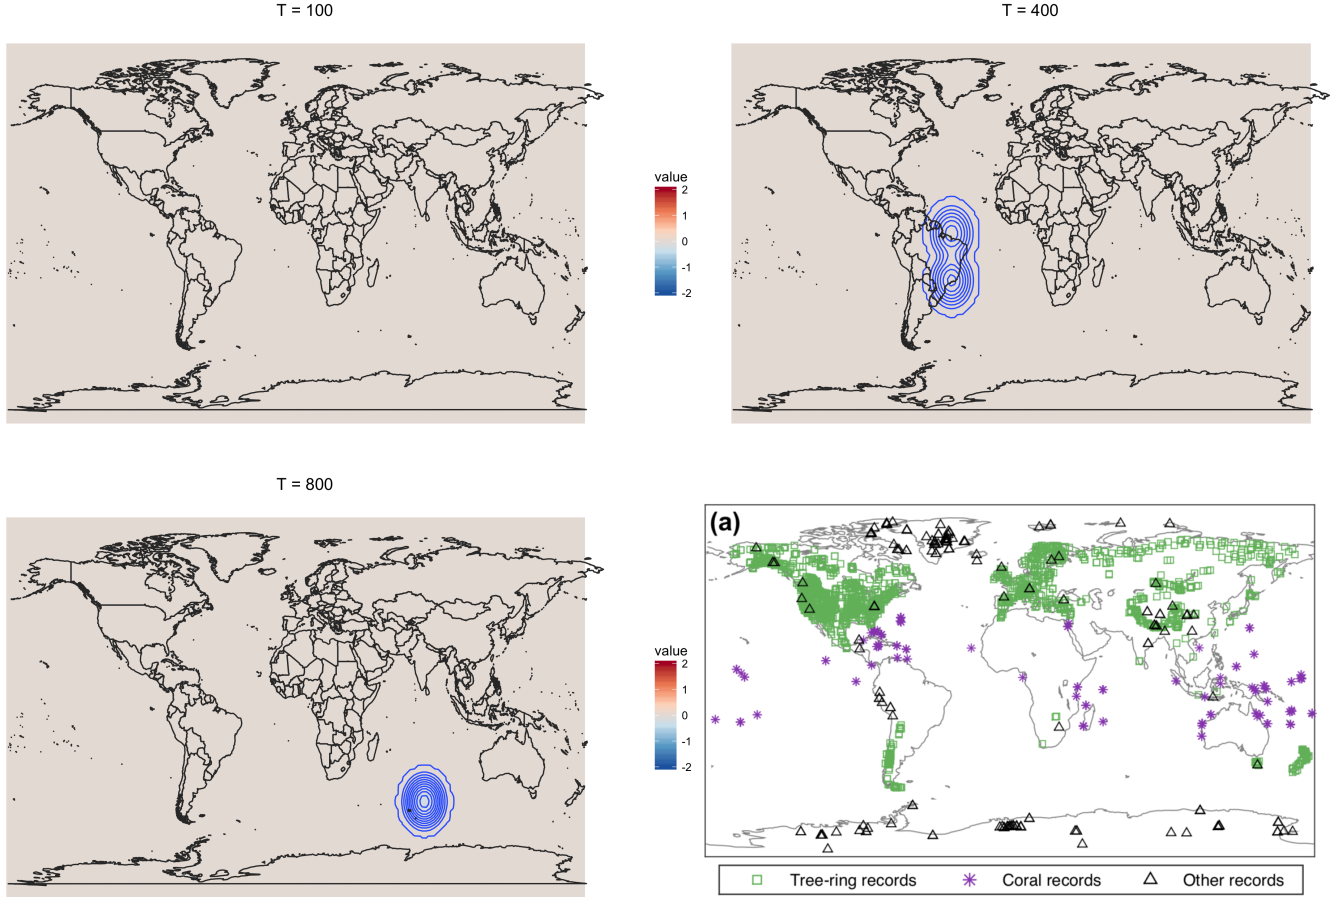 T = 100
T = 400
value
2
1
0
-1
-2
value
2
1
0
-1
-2
T = 800
(a)
Tree-ring records Coral records Other records